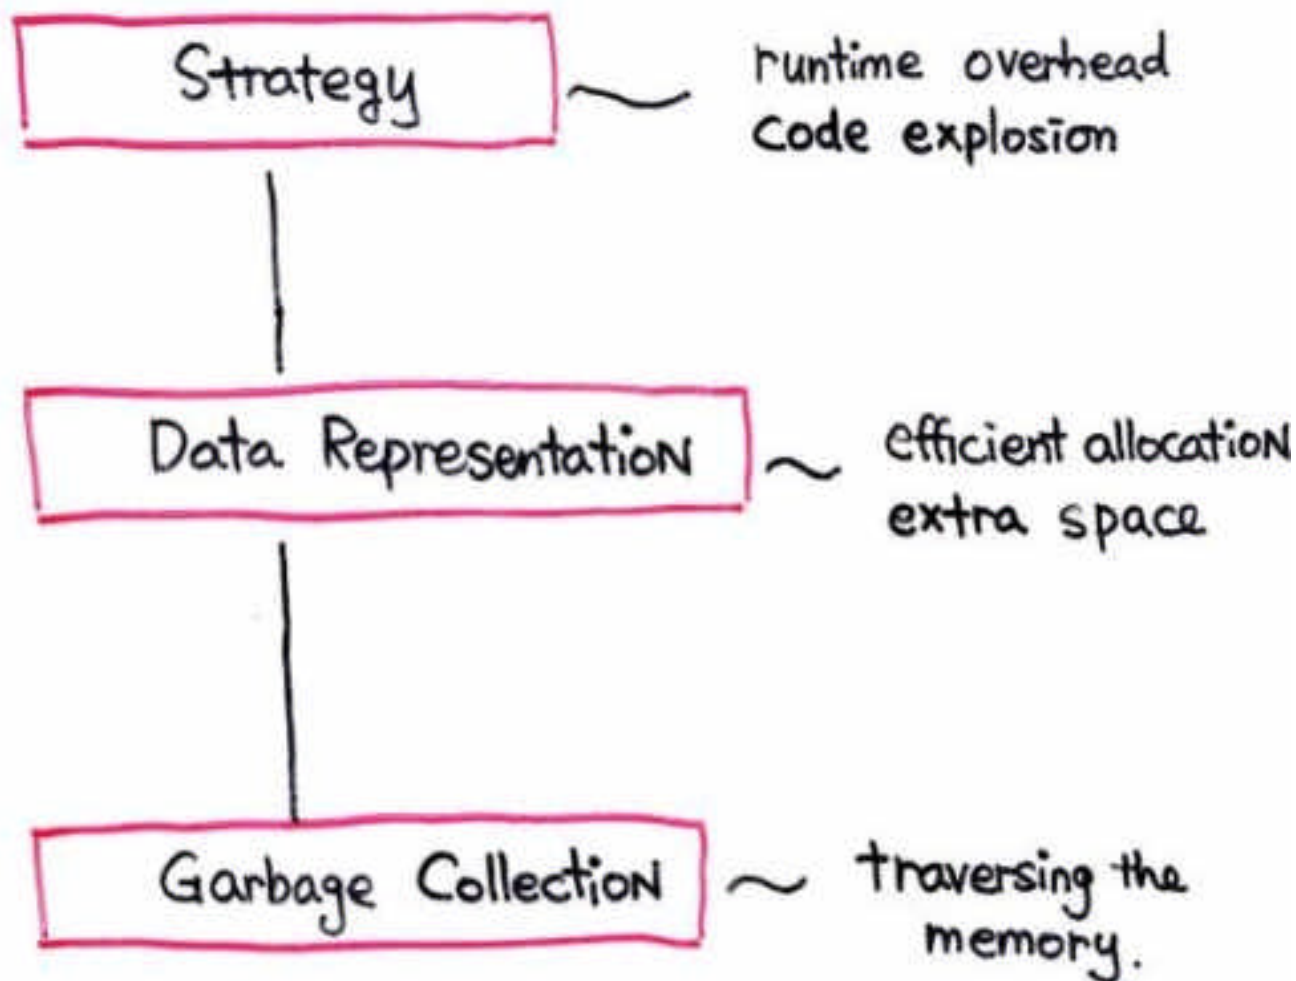 Strategy
runtime overhead
code explosion
Data Representation
efficient allocation
extra space
Garbage Collection
traversing the
memory.